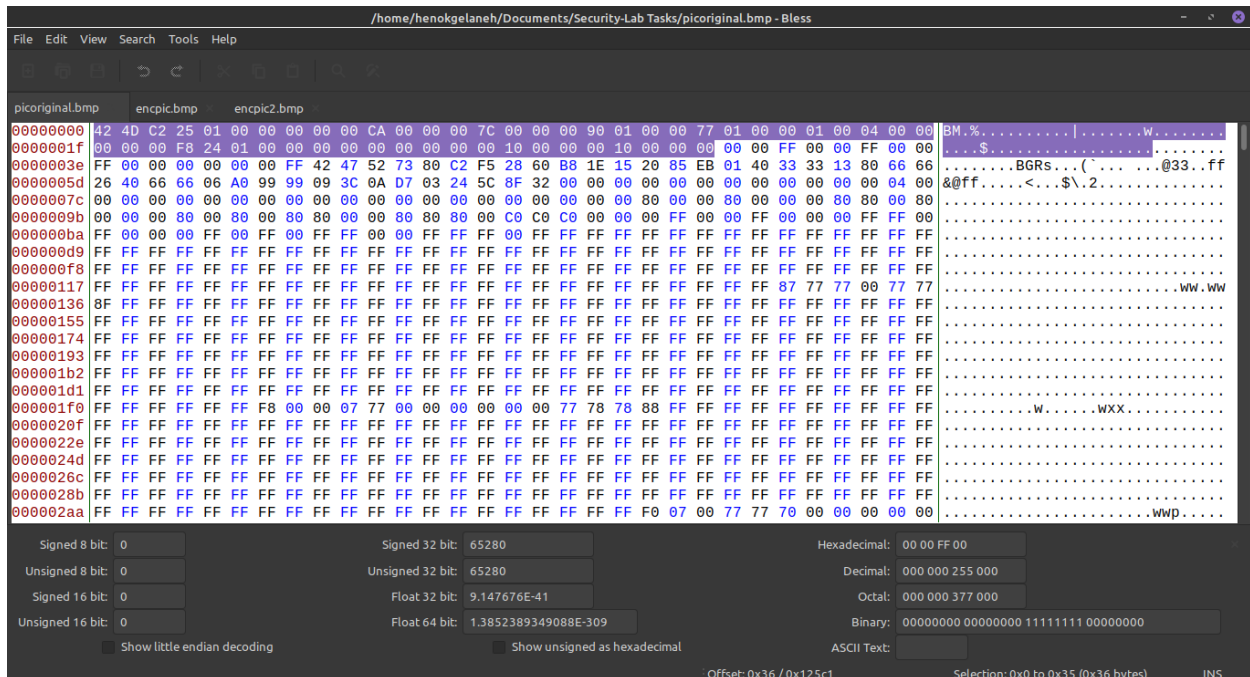 /home/henokgelaneh/Documents/Security-Lab Tasks/picoriginal.bmp - Bless
File Edit View Search Tools Help
picoriginal.bmp encpic.bmp × encpic2.bmp ×
00000000 42 4D C2 25 01 00 00 00 00 00 CA 00 00 00 7C 00 00 00 90 01 00 00 77 01 00 00 01 00 04 00 00 BM.%..........|.......w........
0000001f 00 00 00 F8 24 01 00 00 00 00 00 00 00 00 00 10 00 00 00 10 00 00 00 00 00 FF 00 00 FF 00 00 ....$..........................
0000003e FF 00 00 00 00 00 00 FF 42 47 52 73 80 C2 F5 28 60 B8 1E 15 20 85 EB 01 40 33 33 13 80 66 66 ........BGRs...(`... ...@33..ff
0000005d 26 40 66 66 06 A0 09 99 09 3C 0A D7 03 24 5C 8F 32 00 00 00 00 00 00 00 00 00 00 00 00 04 00 &@ff.....<...$\.2..............
0000007c 00 00 00 00 00 00 00 00 00 00 00 00 00 00 00 00 00 00 00 00 80 00 00 80 00 00 00 80 80 00 80 ...............................
0000009b 00 00 00 80 00 80 00 80 80 00 00 80 80 80 00 C0 C0 C0 00 00 00 FF 00 00 FF 00 00 00 FF FF 00 ...............................
000000ba FF 00 00 00 FF 00 FF 00 FF FF 00 00 FF FF FF 00 FF FF FF FF FF FF FF FF FF FF FF FF FF FF FF ...............................
000000d9 FF FF FF FF FF FF FF FF FF FF FF FF FF FF FF FF FF FF FF FF FF FF FF FF FF FF FF FF FF FF FF ...............................
000000f8 FF FF FF FF FF FF FF FF FF FF FF FF FF FF FF FF FF FF FF FF FF FF FF FF FF FF FF FF FF FF FF ...............................
00000117 FF FF FF FF FF FF FF FF FF FF FF FF FF FF FF FF FF FF FF FF FF FF FF FF FF 87 77 77 00 77 77 ..........................ww.ww
00000136 8F FF FF FF FF FF FF FF FF FF FF FF FF FF FF FF FF FF FF FF FF FF FF FF FF FF FF FF FF FF FF ...............................
00000155 FF FF FF FF FF FF FF FF FF FF FF FF FF FF FF FF FF FF FF FF FF FF FF FF FF FF FF FF FF FF FF ...............................
00000174 FF FF FF FF FF FF FF FF FF FF FF FF FF FF FF FF FF FF FF FF FF FF FF FF FF FF FF FF FF FF FF ...............................
00000193 FF FF FF FF FF FF FF FF FF FF FF FF FF FF FF FF FF FF FF FF FF FF FF FF FF FF FF FF FF FF FF ...............................
000001b2 FF FF FF FF FF FF FF FF FF FF FF FF FF FF FF FF FF FF FF FF FF FF FF FF FF FF FF FF FF FF FF ...............................
000001d1 FF FF FF FF FF FF FF FF FF FF FF FF FF FF FF FF FF FF FF FF FF FF FF FF FF FF FF FF FF FF FF ...............................
000001f0 FF FF FF FF FF FF F8 00 00 07 77 00 00 00 00 00 00 77 78 78 88 FF FF FF FF FF FF FF FF FF FF ..........w......wxx...........
0000020f FF FF FF FF FF FF FF FF FF FF FF FF FF FF FF FF FF FF FF FF FF FF FF FF FF FF FF FF FF FF FF ...............................
0000022e FF FF FF FF FF FF FF FF FF FF FF FF FF FF FF FF FF FF FF FF FF FF FF FF FF FF FF FF FF FF FF ...............................
0000024d FF FF FF FF FF FF FF FF FF FF FF FF FF FF FF FF FF FF FF FF FF FF FF FF FF FF FF FF FF FF FF ...............................
0000026c FF FF FF FF FF FF FF FF FF FF FF FF FF FF FF FF FF FF FF FF FF FF FF FF FF FF FF FF FF FF FF ...............................
0000028b FF FF FF FF FF FF FF FF FF FF FF FF FF FF FF FF FF FF FF FF FF FF FF FF FF FF FF FF FF FF FF ...............................
000002aa FF FF FF FF FF FF FF FF FF FF FF FF FF FF FF FF FF FF FF FF F0 07 00 77 77 70 00 00 00 00 00 .......................wwp.....
Signed 8 bit: 0 Signed 32 bit: 65280 Hexadecimal: 00 00 FF 00
Unsigned 8 bit: 0 Unsigned 32 bit: 65280 Decimal: 000 000 255 000
Signed 16 bit: 0 Float 32 bit: 9.147676E-41 Octal: 000 000 377 000
Unsigned 16 bit: 0 Float 64 bit: 1.3852389349088E-309 Binary: 00000000 00000000 11111111 00000000
Show little endian decoding Show unsigned as hexadecimal ASCII Text:
Offset: 0x36 / 0x125c1 Selection: 0x0 to 0x35 (0x36 bytes) INS